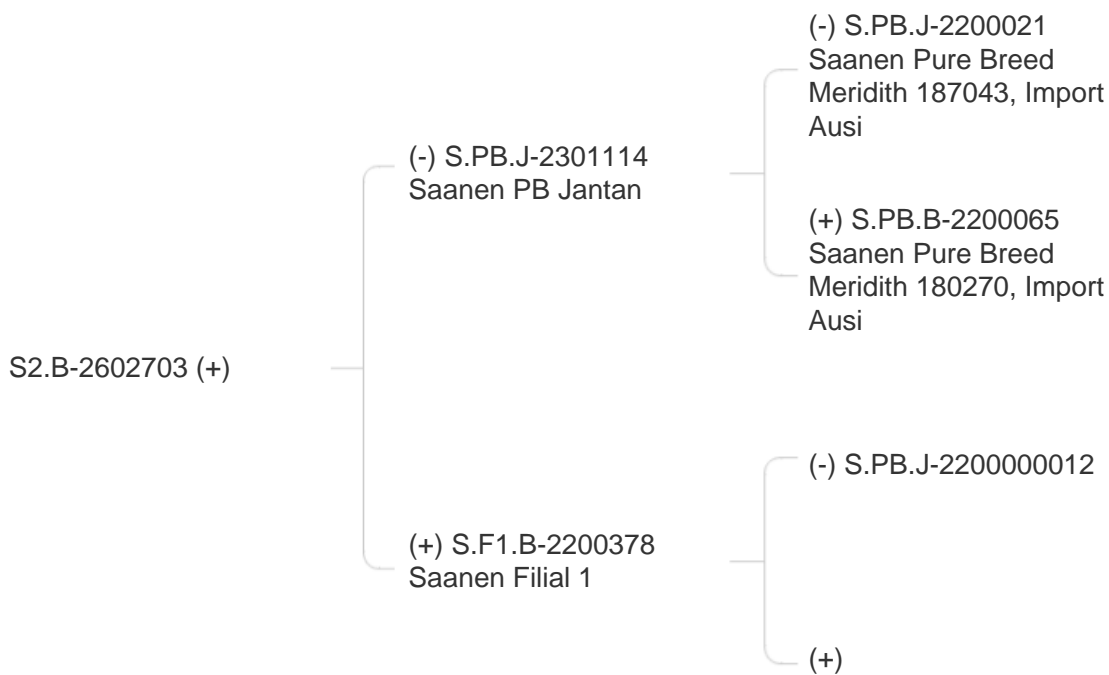 (-) S.PB.J-2200021
Saanen Pure Breed
Meridith 187043, Import
Ausi
(-) S.PB.J-2301114
Saanen PB Jantan
(+) S.PB.B-2200065
Saanen Pure Breed
Meridith 180270, Import
Ausi
S2.B-2602703 (+)
(-) S.PB.J-2200000012
(+) S.F1.B-2200378
Saanen Filial 1
(+)